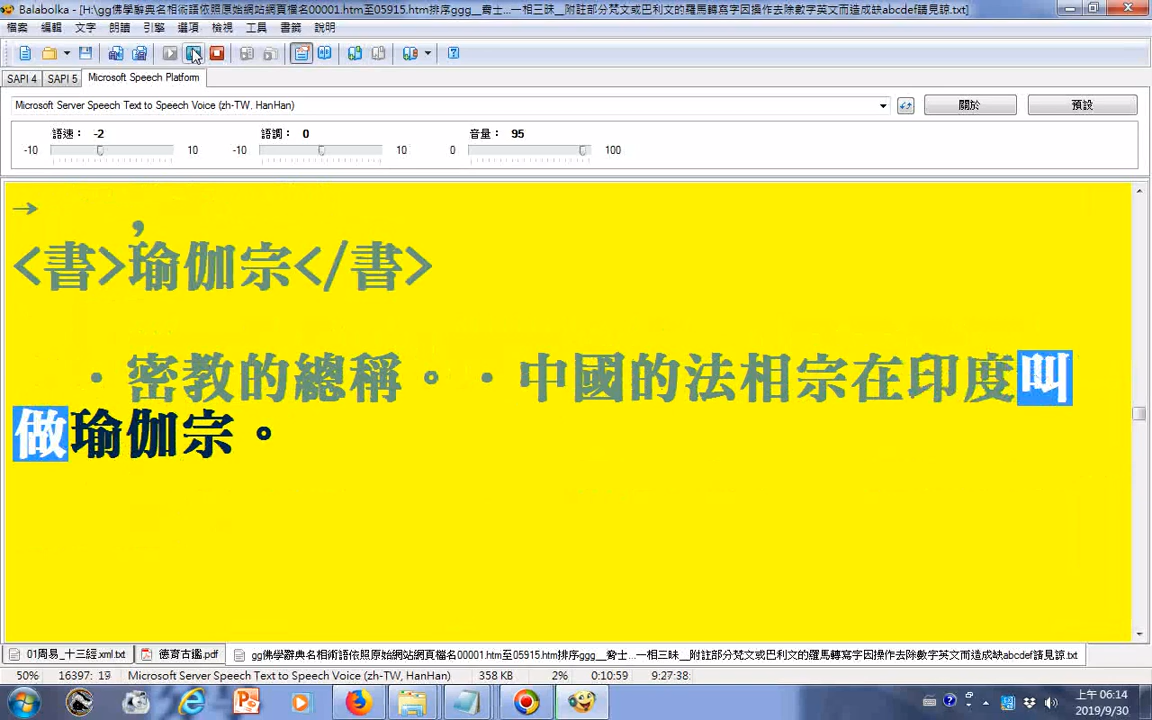 Balabolka - [H:\gg佛學辭典名相術語依照原始網站網頁檔名00001.htm至05915.htm排序ggg__爵士...一相三昧__附註部分梵文或巴利文的羅馬轉寫字因操作去除數字英文而造成缺abcdef請見諒.txt]
檔案 編輯 文字 朗讀 引擎 選項 檢視 工具 書籤 說明
SAPI 4 SAPI 5 Microsoft Speech Platform
Microsoft Server Speech Text to Speech Voice (zh-TW, HanHan) 關於 預設
語速： -2 語調： 0 音量： 95
-10 10 -10 10 0 100
→
,
<書>瑜伽宗</書>
．密教的總稱。．中國的法相宗在印度叫
做瑜伽宗。
01周易_十三經.xml.txt 德育古鑑.pdf gg佛學辭典名相術語依照原始網站網頁檔名00001.htm至05915.htm排序ggg__爵士...一相三昧__附註部分梵文或巴利文的羅馬轉寫字因操作去除數字英文而造成缺abcdef請見諒.txt
50% 16397: 19 Microsoft Server Speech Text to Speech Voice (zh-TW, HanHan) 358 KB 2% 0:10:59 9:27:38
上午 06:14
2019/9/30